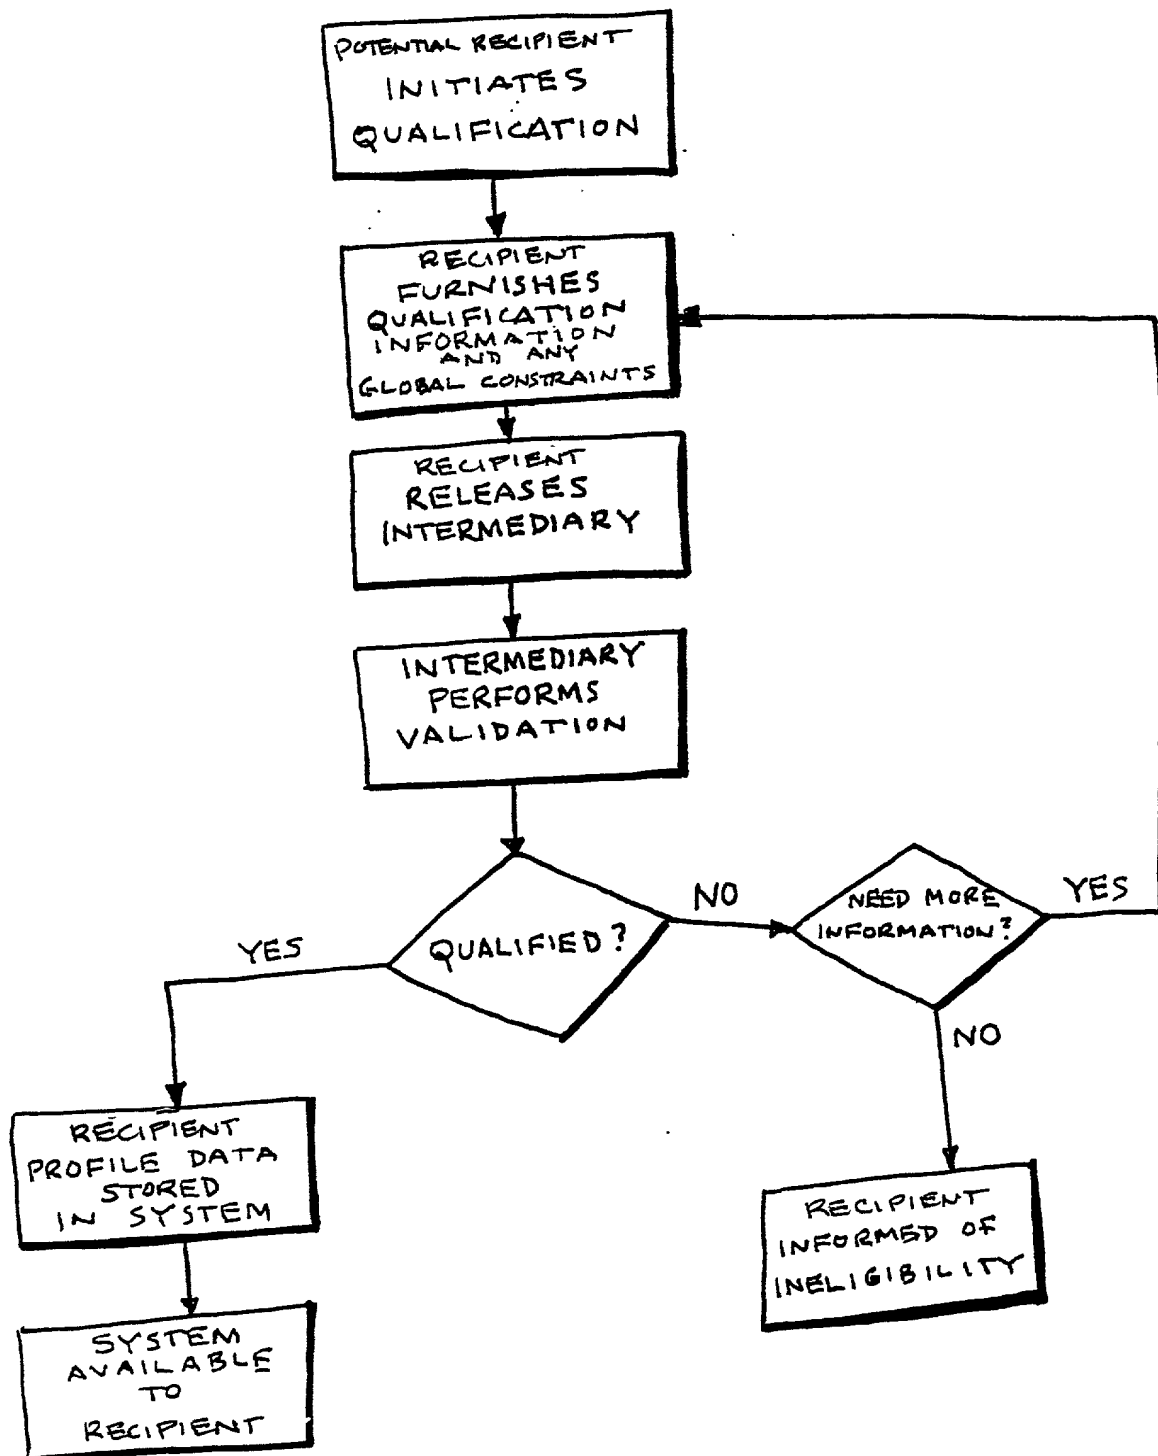 POTENTIAL RECIPIENT
INITIATES
QUALIFICATION
RECIPIENT
FURNISHES
QUALIFICATION
INFORMATION
AND ANY
GLOBAL CONSTRAINTS
RECIPIENT
RELEASES
INTERMEDIARY
INTERMEDIARY
PERFORMS
VALIDATION
QUALIFIED?
NO
NEED MORE
INFORMATION?
YES
YES
NO
RECIPIENT
PROFILE DATA
STORED
IN SYSTEM
RECIPIENT
INFORMED OF
INELIGIBILITY
SYSTEM
AVAILABLE
TO
RECIPIENT